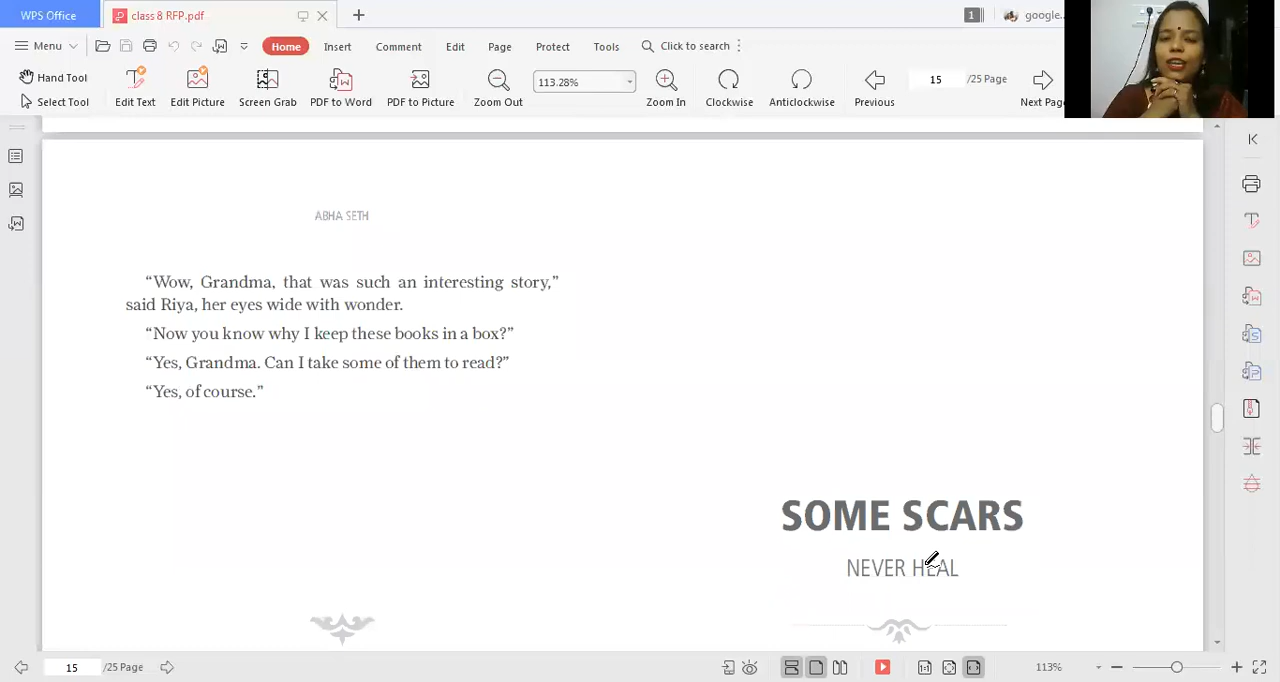 WPS Office
class 8 RFP.pdf
1
google...
Menu
Home
Insert
Comment
Edit
Page
Protect
Tools
Click to search
Hand Tool
Select Tool
Edit Text
Edit Picture
Screen Grab
PDF to Word
PDF to Picture
Zoom Out
113.28%
Zoom In
Clockwise
Anticlockwise
Previous
15
/25 Page
Next Pag
ABHA SETH
“Wow, Grandma, that was such an interesting story,”
said Riya, her eyes wide with wonder.
“Now you know why I keep these books in a box?”
“Yes, Grandma. Can I take some of them to read?”
“Yes, of course.”
SOME SCARS
NEVER HEAL
15
/25 Page
113%